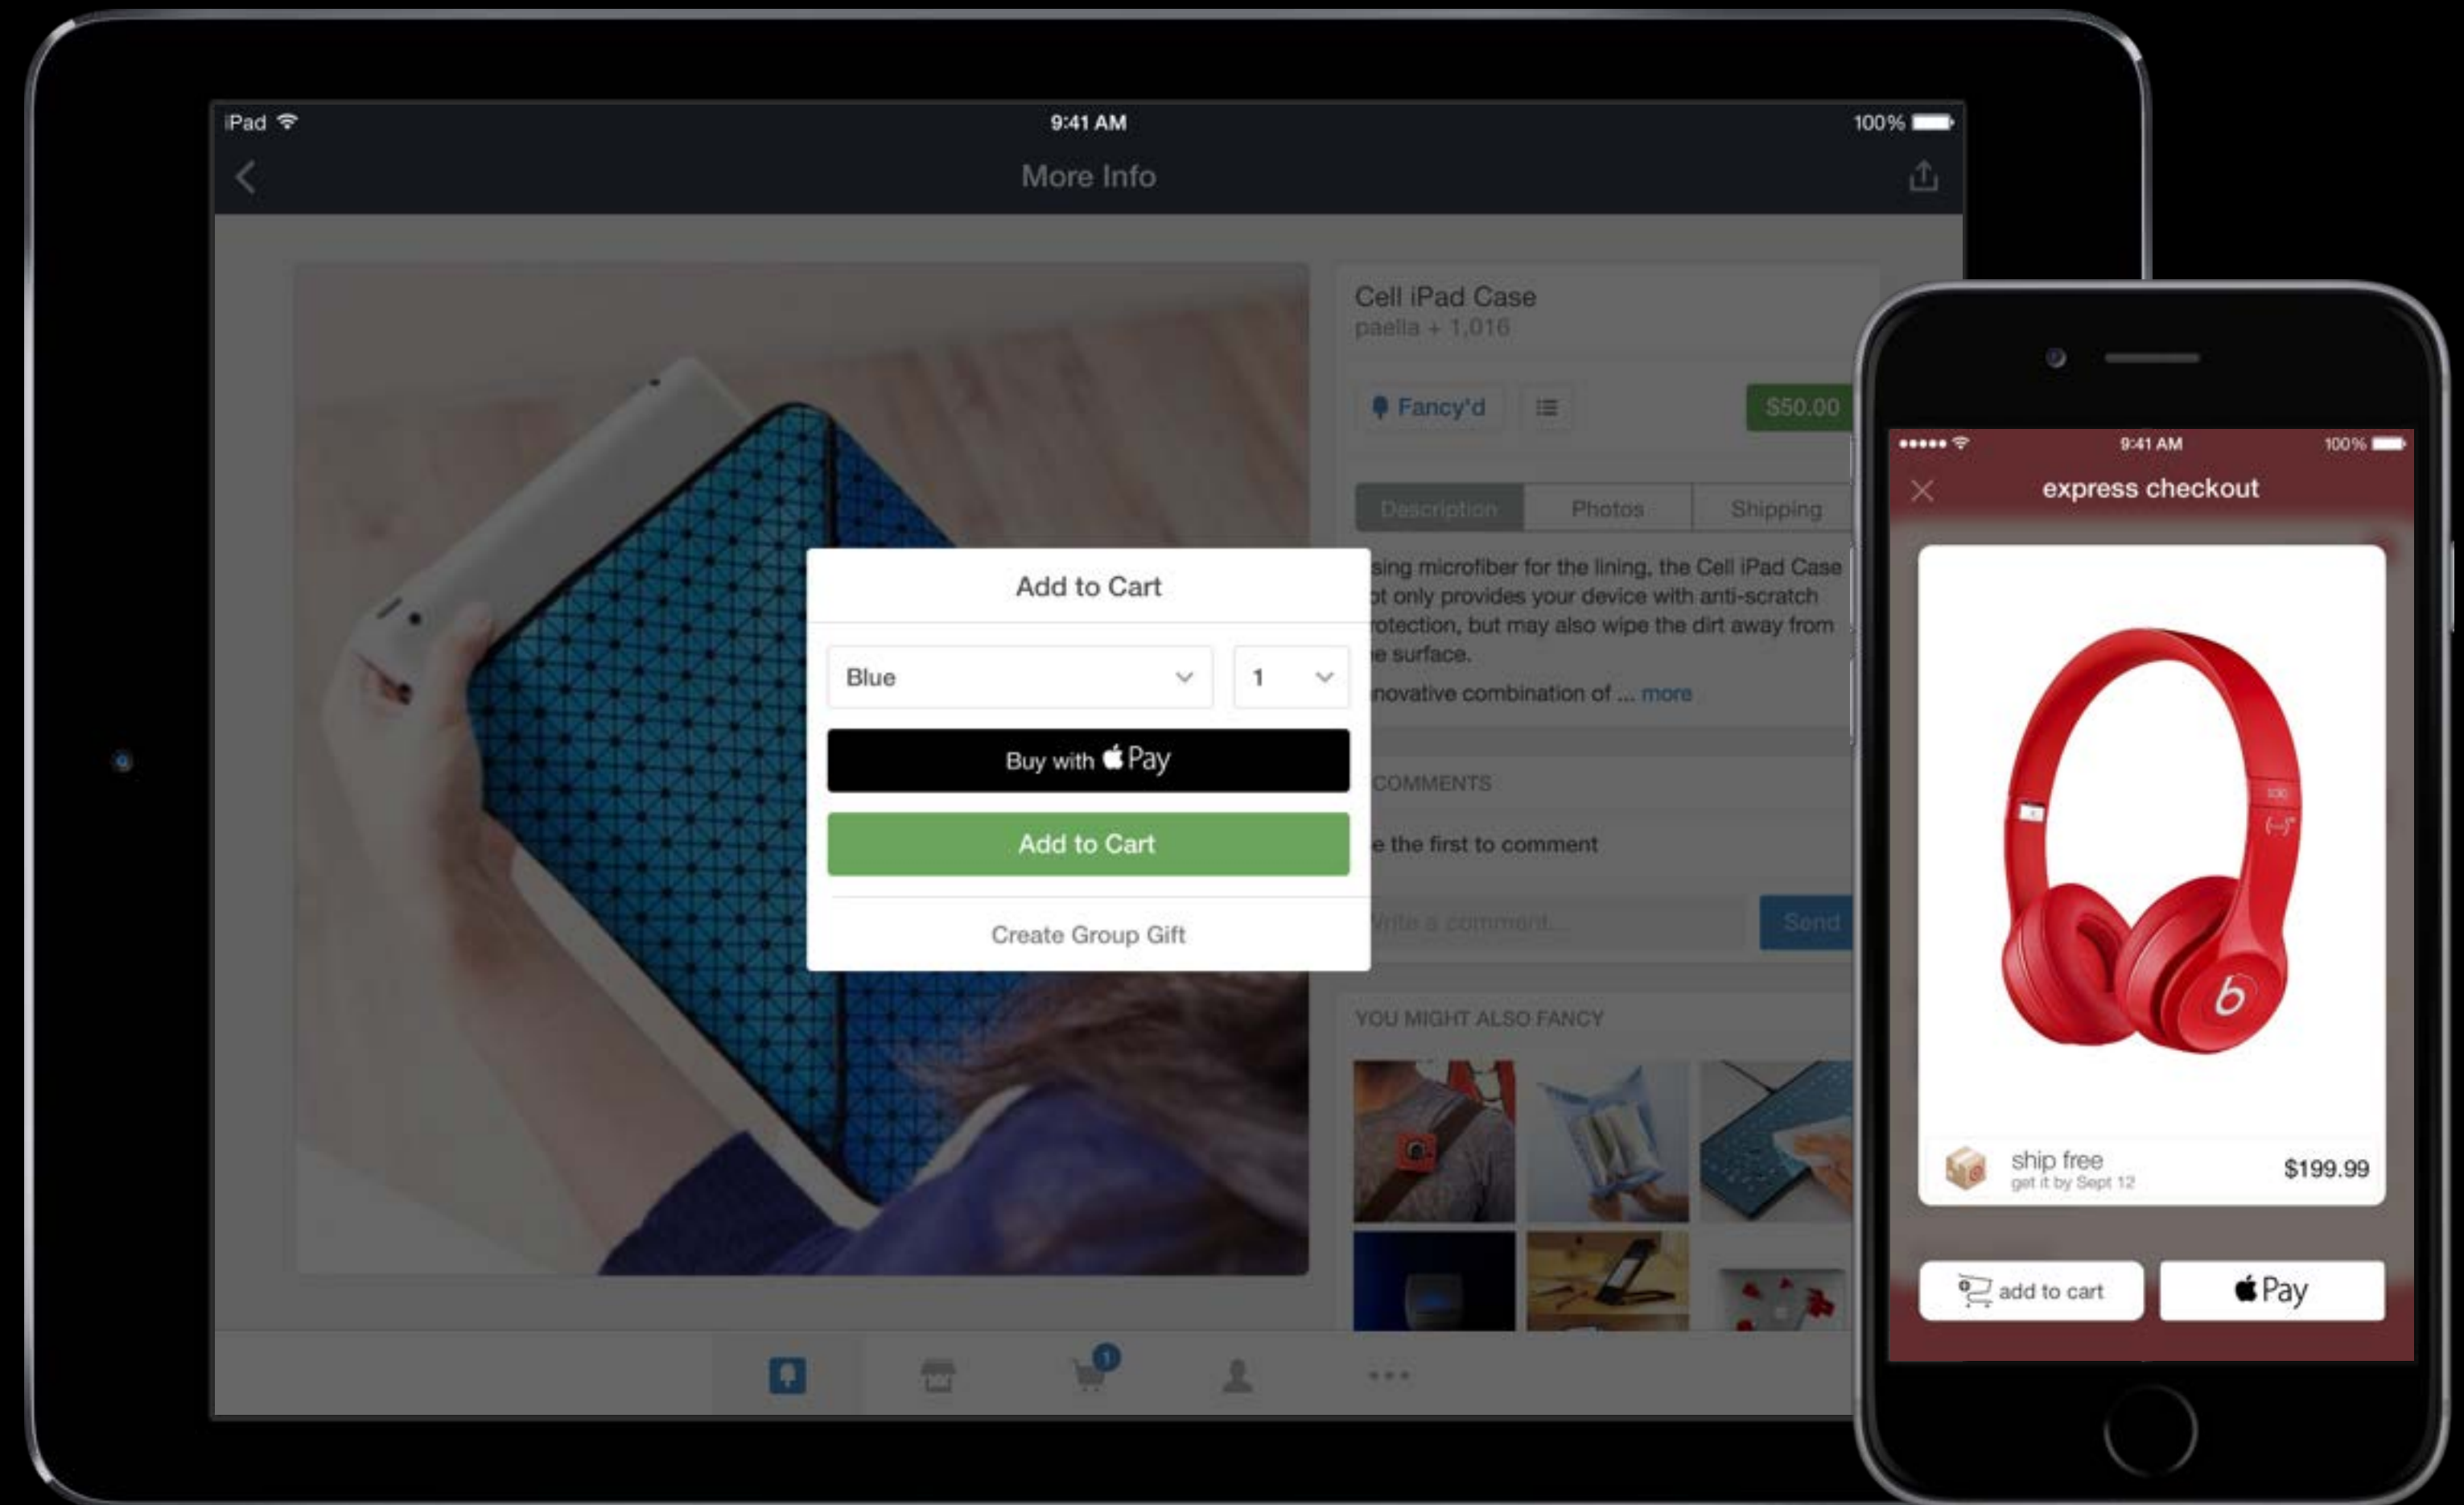 iPad 9:41 AM 100%
More Info
Cell iPad Case
paella + 1,016
Fancy'd $50.00
Description Photos Shipping
sing microfiber for the lining, the Cell iPad Case
ot only provides your device with anti-scratch
rotection, but may also wipe the dirt away from
e surface.
novative combination of ... more
COMMENTS
e the first to comment
Write a comment... Send
YOU MIGHT ALSO FANCY
Add to Cart
Blue 1
Buy with Pay
Add to Cart
Create Group Gift
1
9:41 AM 100%
express checkout
solo
b
ship free $199.99
get it by Sept 12
add to cart Pay